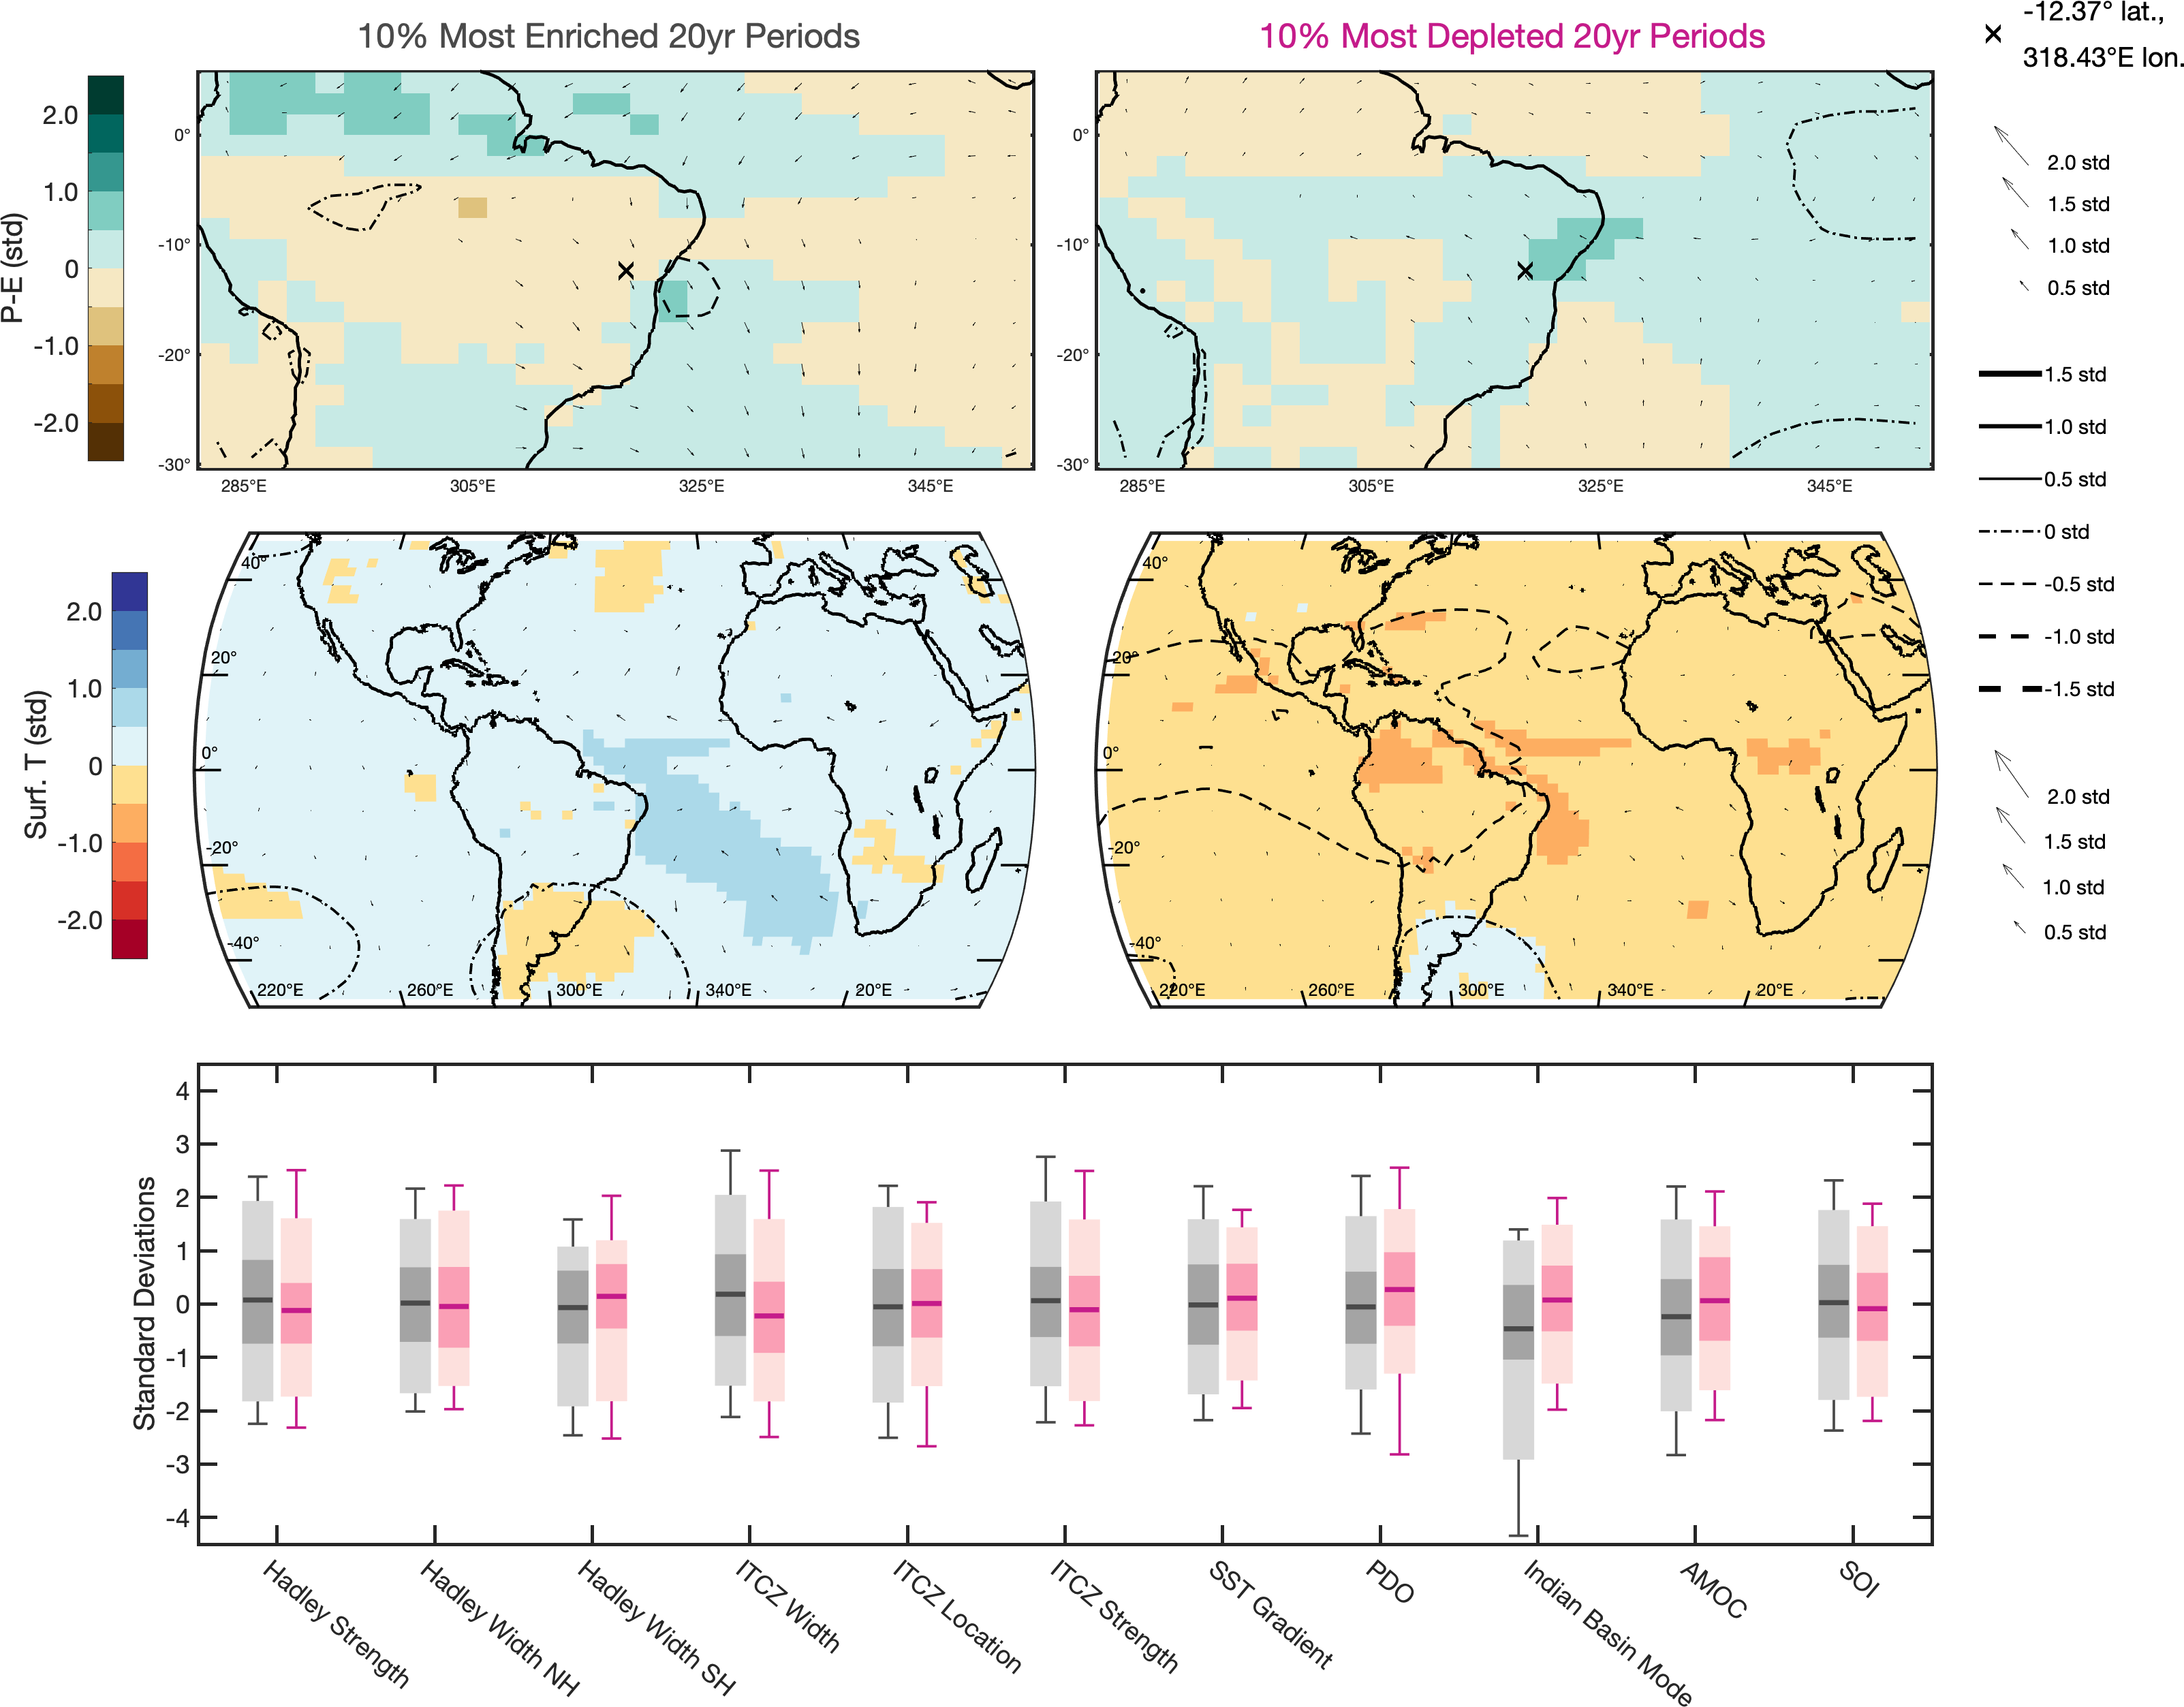 10% Most Enriched 20yr Periods
10% Most Depleted 20yr Periods
-12.37° lat.,
318.43°E lon.
P-E (std)
2.0
1.0
0
-1.0
-2.0
0°
-10°
-20°
-30°
285°E
305°E
325°E
345°E
0°
-10°
-20°
-30°
285°E
305°E
325°E
345°E
2.0 std
1.5 std
1.0 std
0.5 std
1.5 std
1.0 std
0.5 std
0 std
-0.5 std
-1.0 std
-1.5 std
Surf. T (std)
2.0
1.0
0
-1.0
-2.0
40°
20°
0°
-20°
-40°
220°E
260°E
300°E
340°E
20°E
40°
20°
0°
-20°
-40°
220°E
260°E
300°E
340°E
20°E
2.0 std
1.5 std
1.0 std
0.5 std
Standard Deviations
4
3
2
1
0
-1
-2
-3
-4
Hadley Strength
Hadley Width NH
Hadley Width SH
ITCZ Width
ITCZ Location
ITCZ Strength
SST Gradient
PDO
Indian Basin Mode
AMOC
SOI